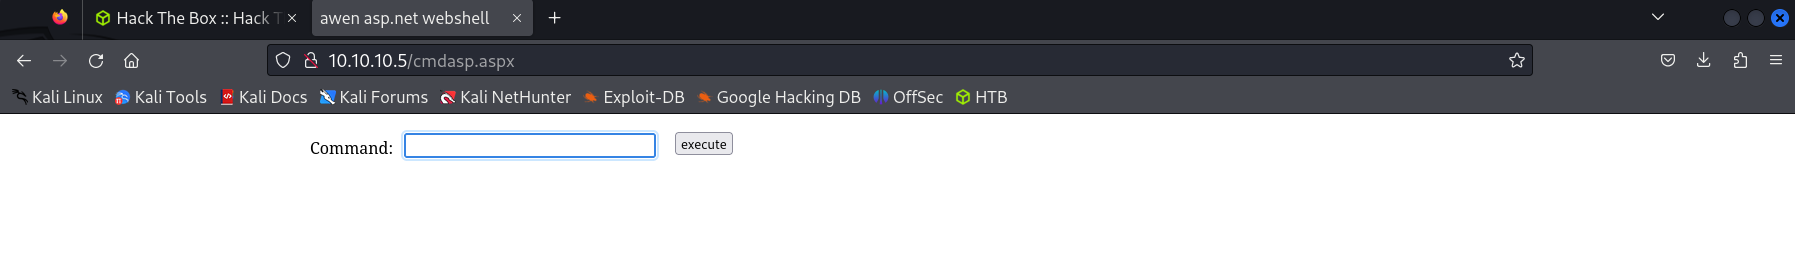 Hack The Box :: Hack T
awen asp.net webshell
10.10.10.5/cmdasp.aspx
Kali Linux Kali Tools Kali Docs Kali Forums Kali NetHunter Exploit-DB Google Hacking DB OffSec HTB
Command: execute